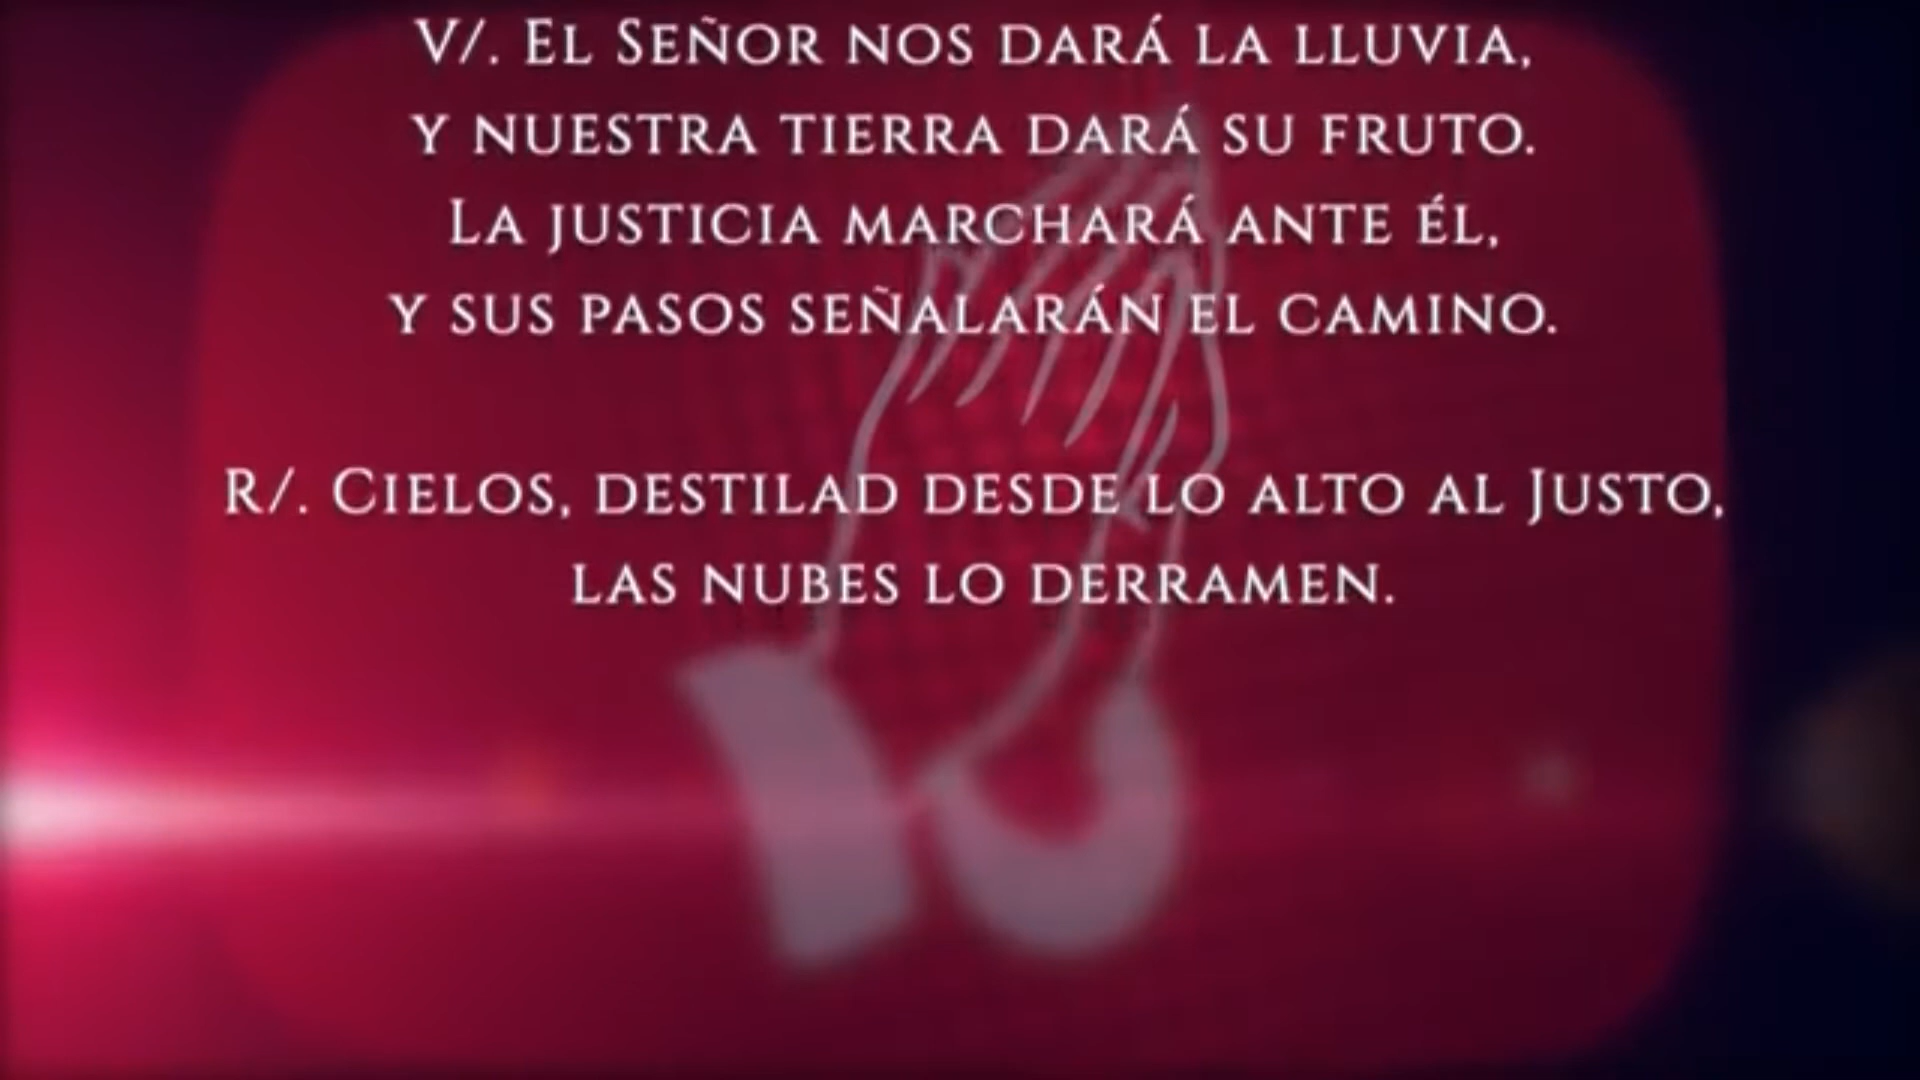 V/. El Señor nos dará la lluvia,
y nuestra tierra dará su fruto.
La justicia marchará ante él,
y sus pasos señalarán el camino.
R/. Cielos, destilad desde lo alto al Justo,
las nubes lo derramen.